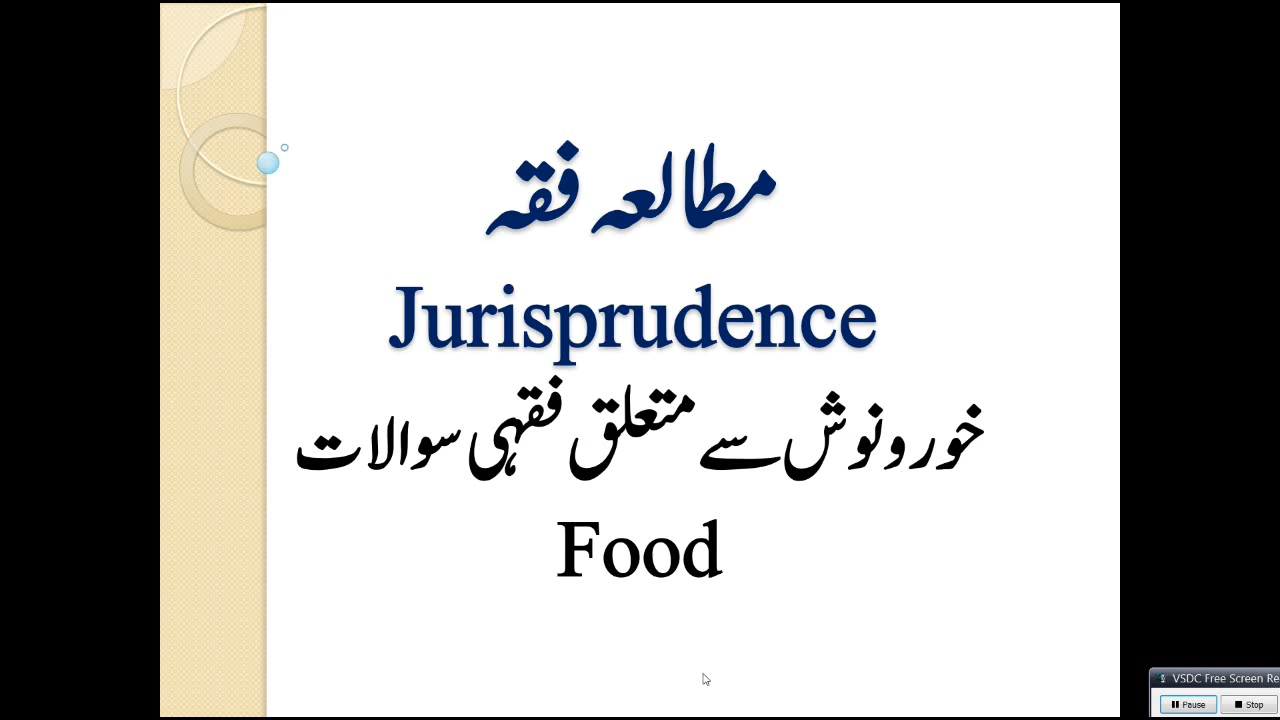 مطالعہ فقہ
Jurisprudence
خورونوش سے متعلق فقہی سوالات
Food
VSDC Free Screen Re
Pause
Stop